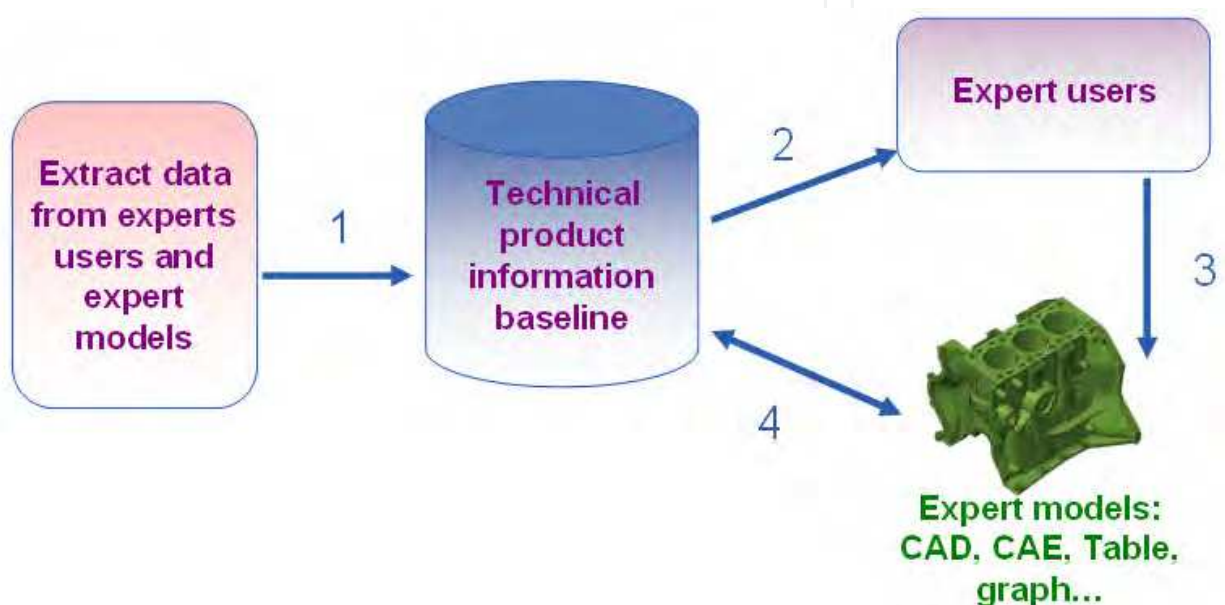 Extract data
from experts
users and
expert
models
1
Technical
product
information
baseline
2
Expert users
3
4
Expert models:
CAD, CAE, Table,
graph...